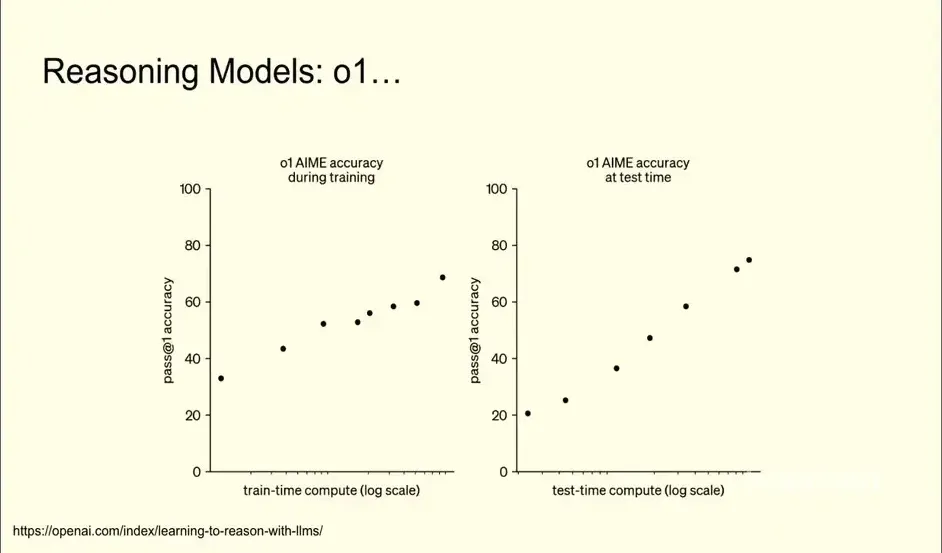 Reasoning Models: o1…
o1 AIME accuracy
during training
100
80
60
40
20
0
pass@1 accuracy
train-time compute (log scale)
o1 AIME accuracy
at test time
100
80
60
40
20
0
pass@1 accuracy
test-time compute (log scale)
https://openai.com/index/learning-to-reason-with-llms/